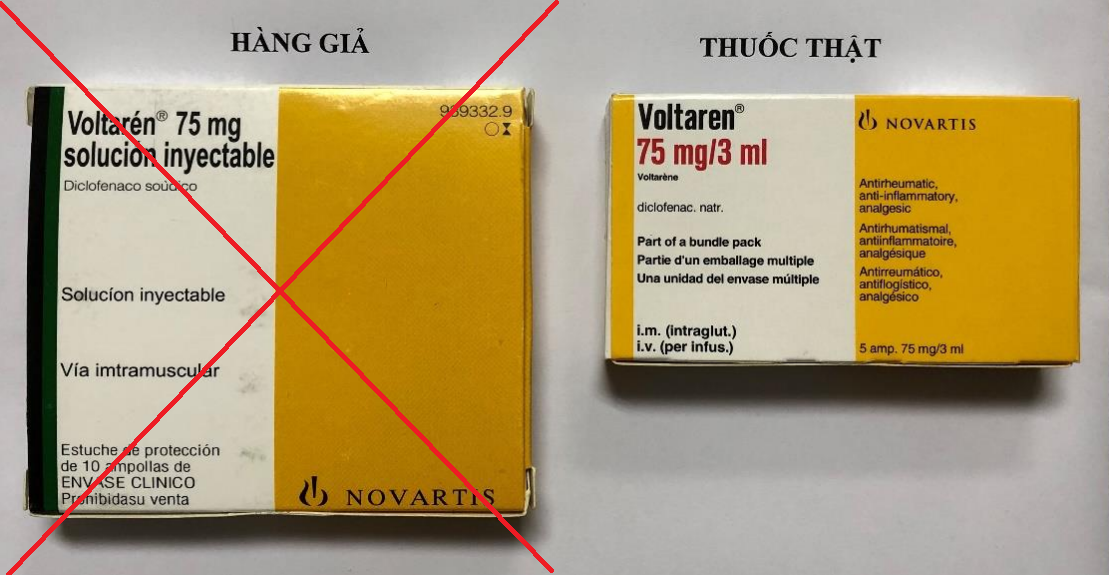 HÀNG GIẢ
939332.9
Voltarén® 75 mg
solucíon inyectable
Diclofenaco soúdico
Solucíon inyectable
Vía imtramuscular
Estuche de protección
de 10 ampollas de
ENVASE CLINICO
Prohibidasu venta
NOVARTIS
THUỐC THẬT
Voltaren®
75 mg/3 ml
Voltarène
diclofenac. natr.
Part of a bundle pack
Partie d'un emballage multiple
Una unidad del envase múltiple
i.m. (intraglut.)
i.v. (per infus.)
NOVARTIS
Antirheumatic,
anti-inflammatory,
analgesic
Antirhumatismal,
antiinflammatoire,
analgésique
Antirreumático,
antiflogístico,
analgésico
5 amp. 75 mg/3 ml